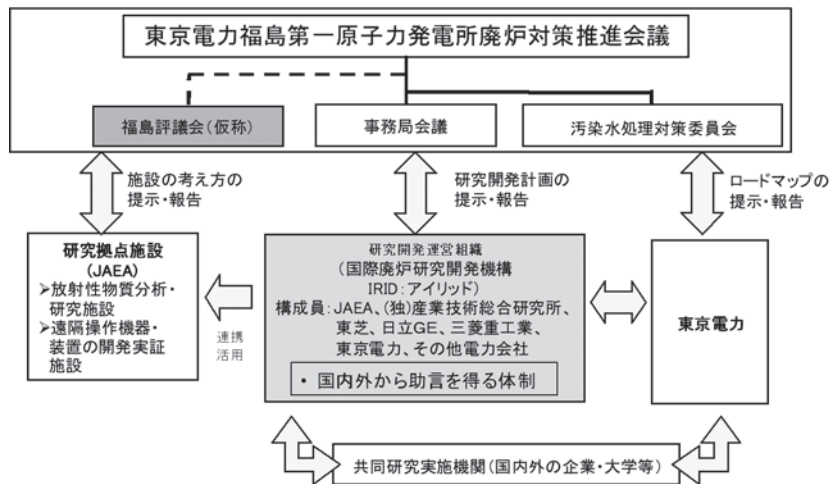 東京電力福島第一原子力発電所廃炉対策推進会議
福島評議会(仮称)
事務局会議
汚染水処理対策委員会
施設の考え方の
提示・報告
研究開発計画の
提示・報告
ロードマップの
提示・報告
研究拠点施設
(JAEA)
➢放射性物質分析・
研究施設
➢遠隔操作機器・
装置の開発実証
施設
連携
活用
研究開発運営組織
(国際廃炉研究開発機構
IRID:アイリッド)
構成員:JAEA、(独)産業技術総合研究所、
東芝、日立GE、三菱重工業、
東京電力、その他電力会社
・ 国内外から助言を得る体制
東京電力
共同研究実施機関(国内外の企業・大学等)